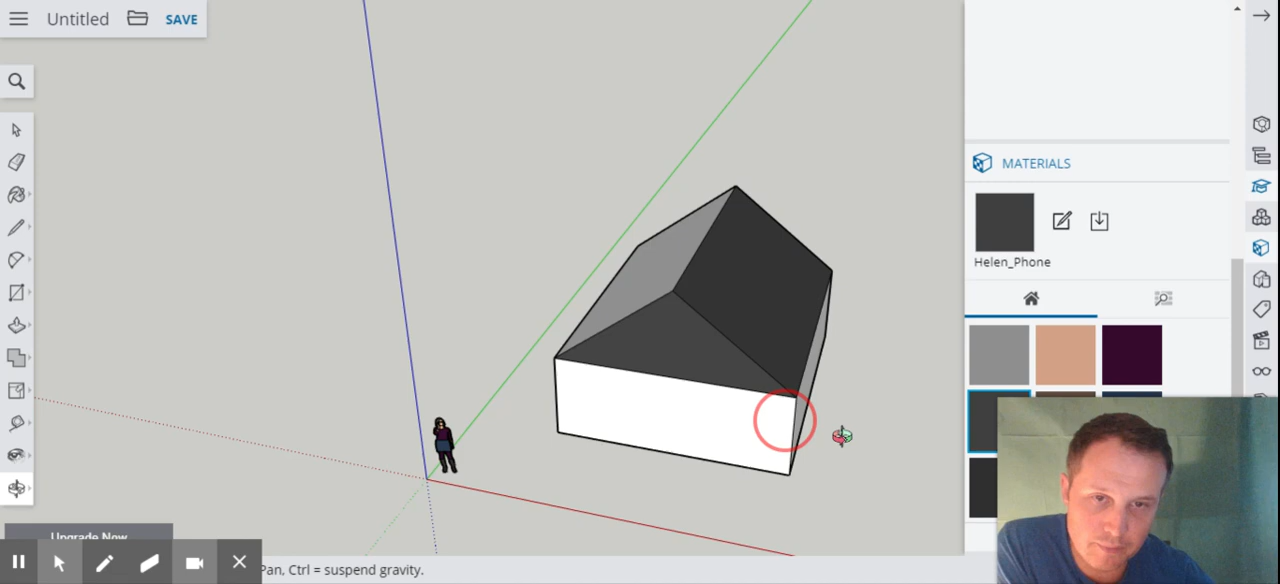 Untitled
SAVE
MATERIALS
Helen_Phone
Upgrade Now
Pan, Ctrl = suspend gravity.